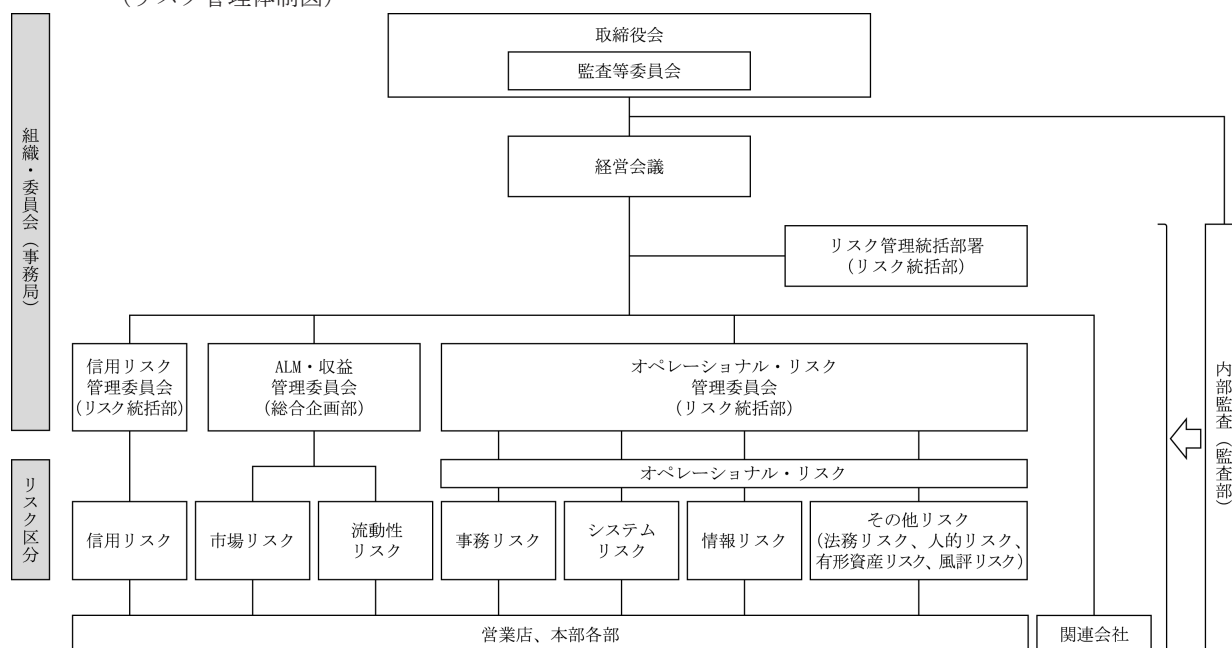 (リスク管理体制図)
取締役会
監査等委員会
組織・委員会(事務局)
経営会議
リスク管理統括部署
(リスク統括部)
信用リスク
管理委員会
(リスク統括部)
ALM・収益
管理委員会
(総合企画部)
オペレーショナル・リスク
管理委員会
(リスク統括部)
内部監査(監査部)
リスク区分
オペレーショナル・リスク
信用リスク
市場リスク
流動性
リスク
事務リスク
システム
リスク
情報リスク
その他リスク
(法務リスク、人的リスク、
有形資産リスク、風評リスク)
営業店、本部各部
関連会社